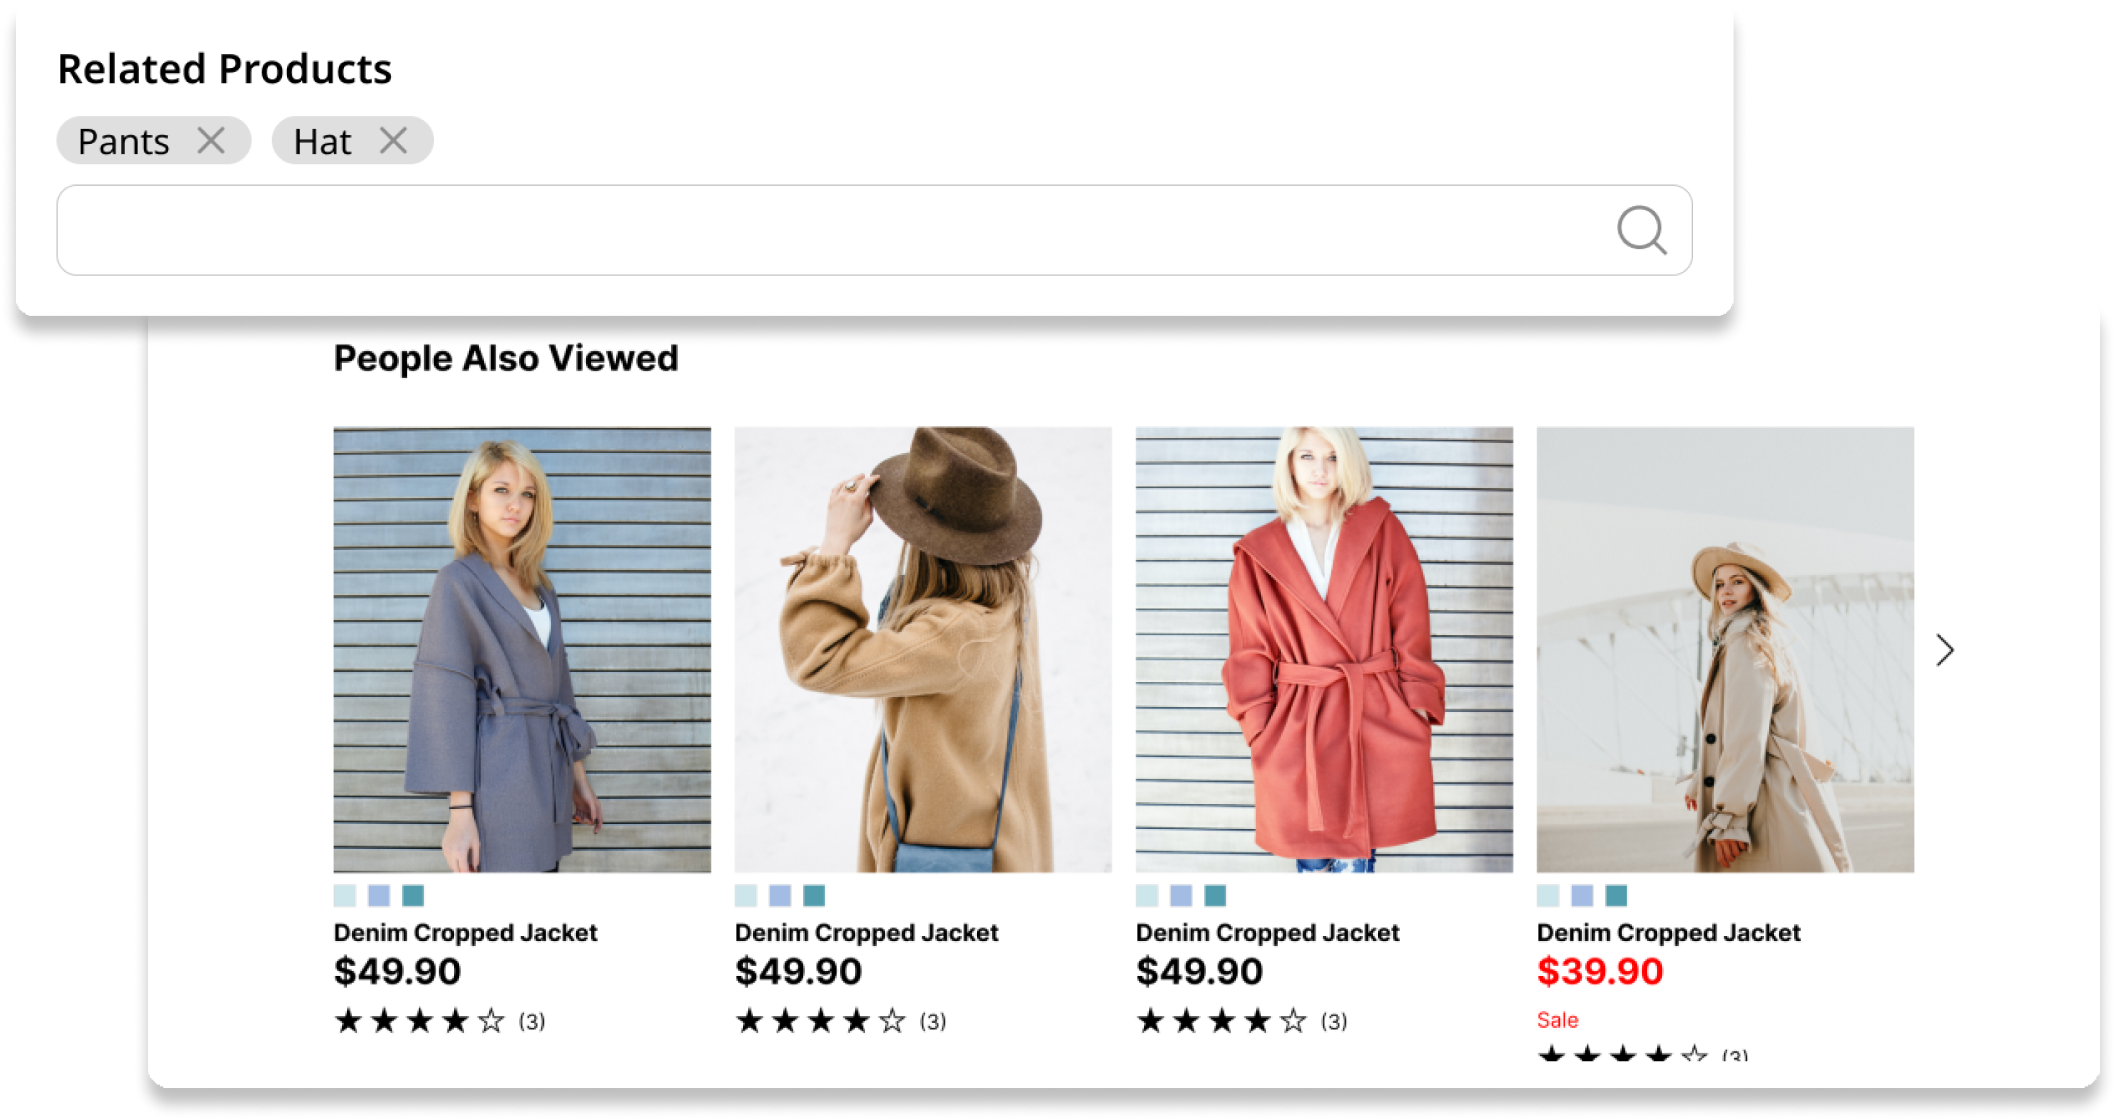 Related Products
Pants Hat
People Also Viewed
Denim Cropped Jacket Denim Cropped Jacket Denim Cropped Jacket Denim Cropped Jacket
$49.90 $49.90 $49.90 $39.90
(3) (3) (3) Sale
(3)